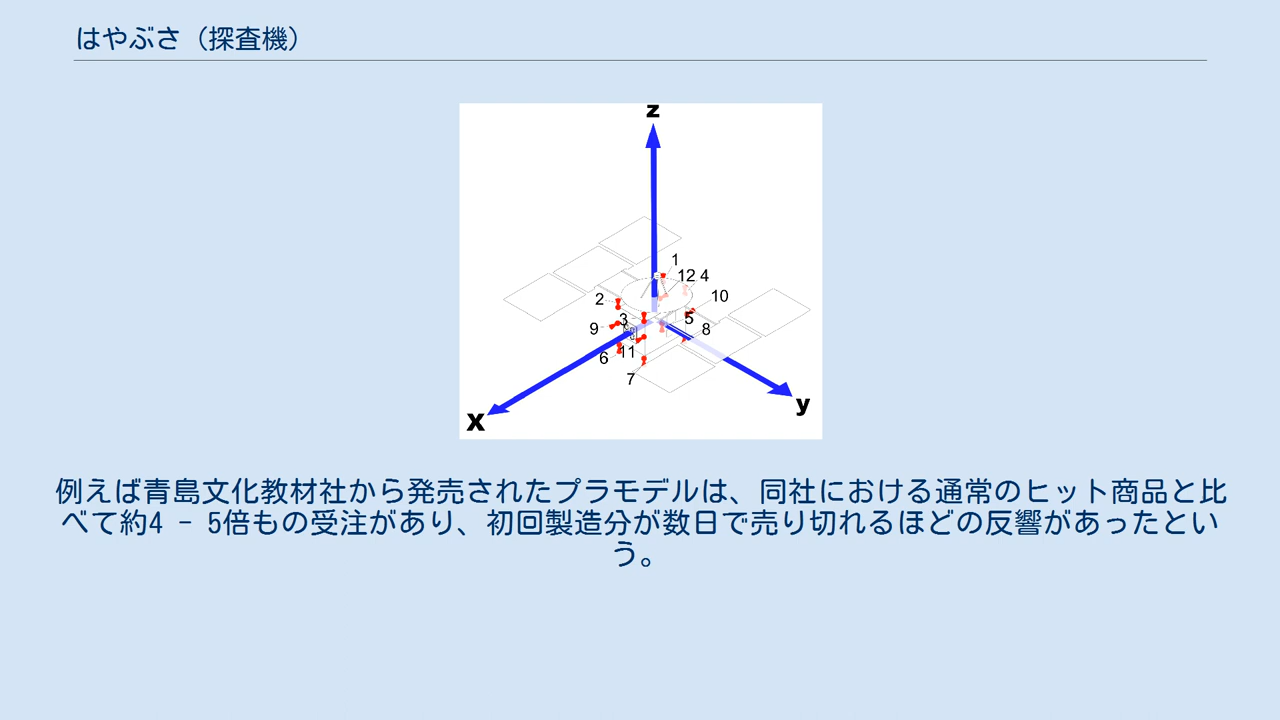 はやぶさ（探査機）
z
1
12 4
2
10
3
5
9
8
6
11
7
y
x
例えば青島文化教材社から発売されたプラモデルは、同社における通常のヒット商品と比
べて約4 - 5倍もの受注があり、初回製造分が数日で売り切れるほどの反響があったとい
う。